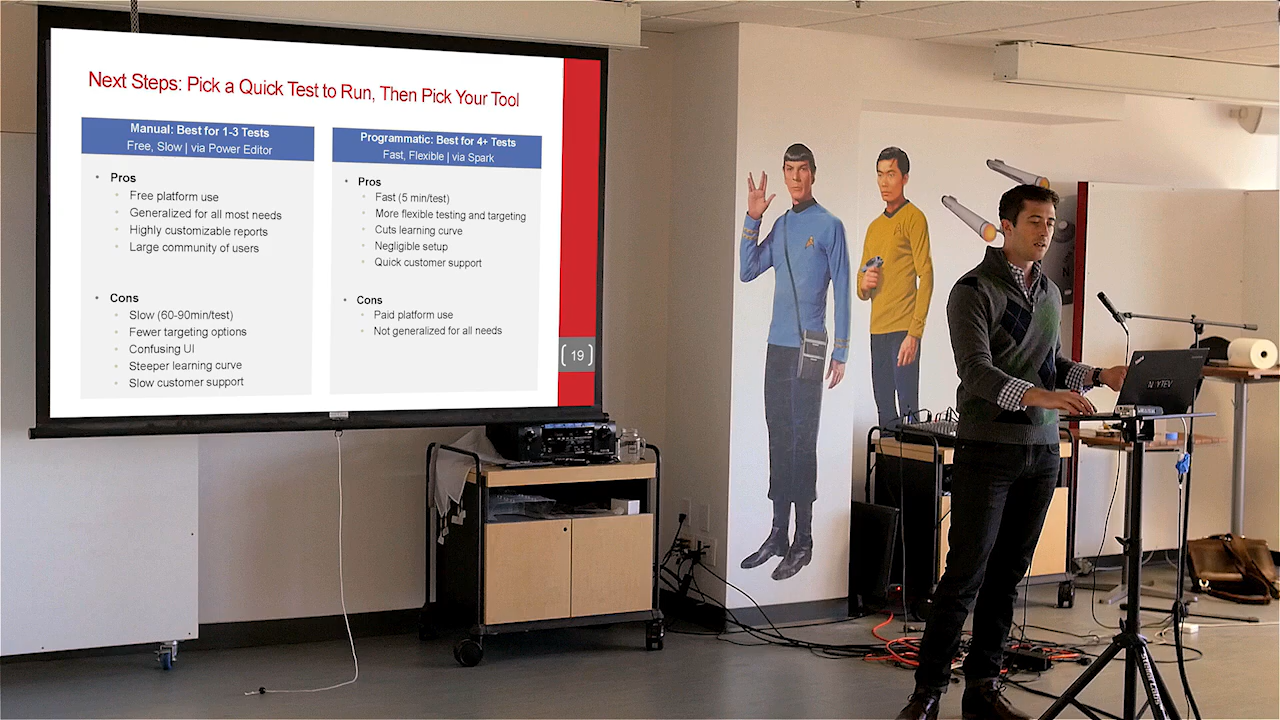 Next Steps: Pick a Quick Test to Run, Then Pick Your Tool
Manual: Best for 1-3 Tests
Free, Slow | via Power Editor
• Pros
• Free platform use
• Generalized for all most needs
• Highly customizable reports
• Large community of users
• Cons
• Slow (60-90min/test)
• Fewer targeting options
• Confusing UI
• Steeper learning curve
• Slow customer support
Programmatic: Best for 4+ Tests
Fast, Flexible | via Spark
• Pros
• Fast (5 min/test)
• More flexible testing and targeting
• Cuts learning curve
• Negligible setup
• Quick customer support
• Cons
• Paid platform use
• Not generalized for all needs
19